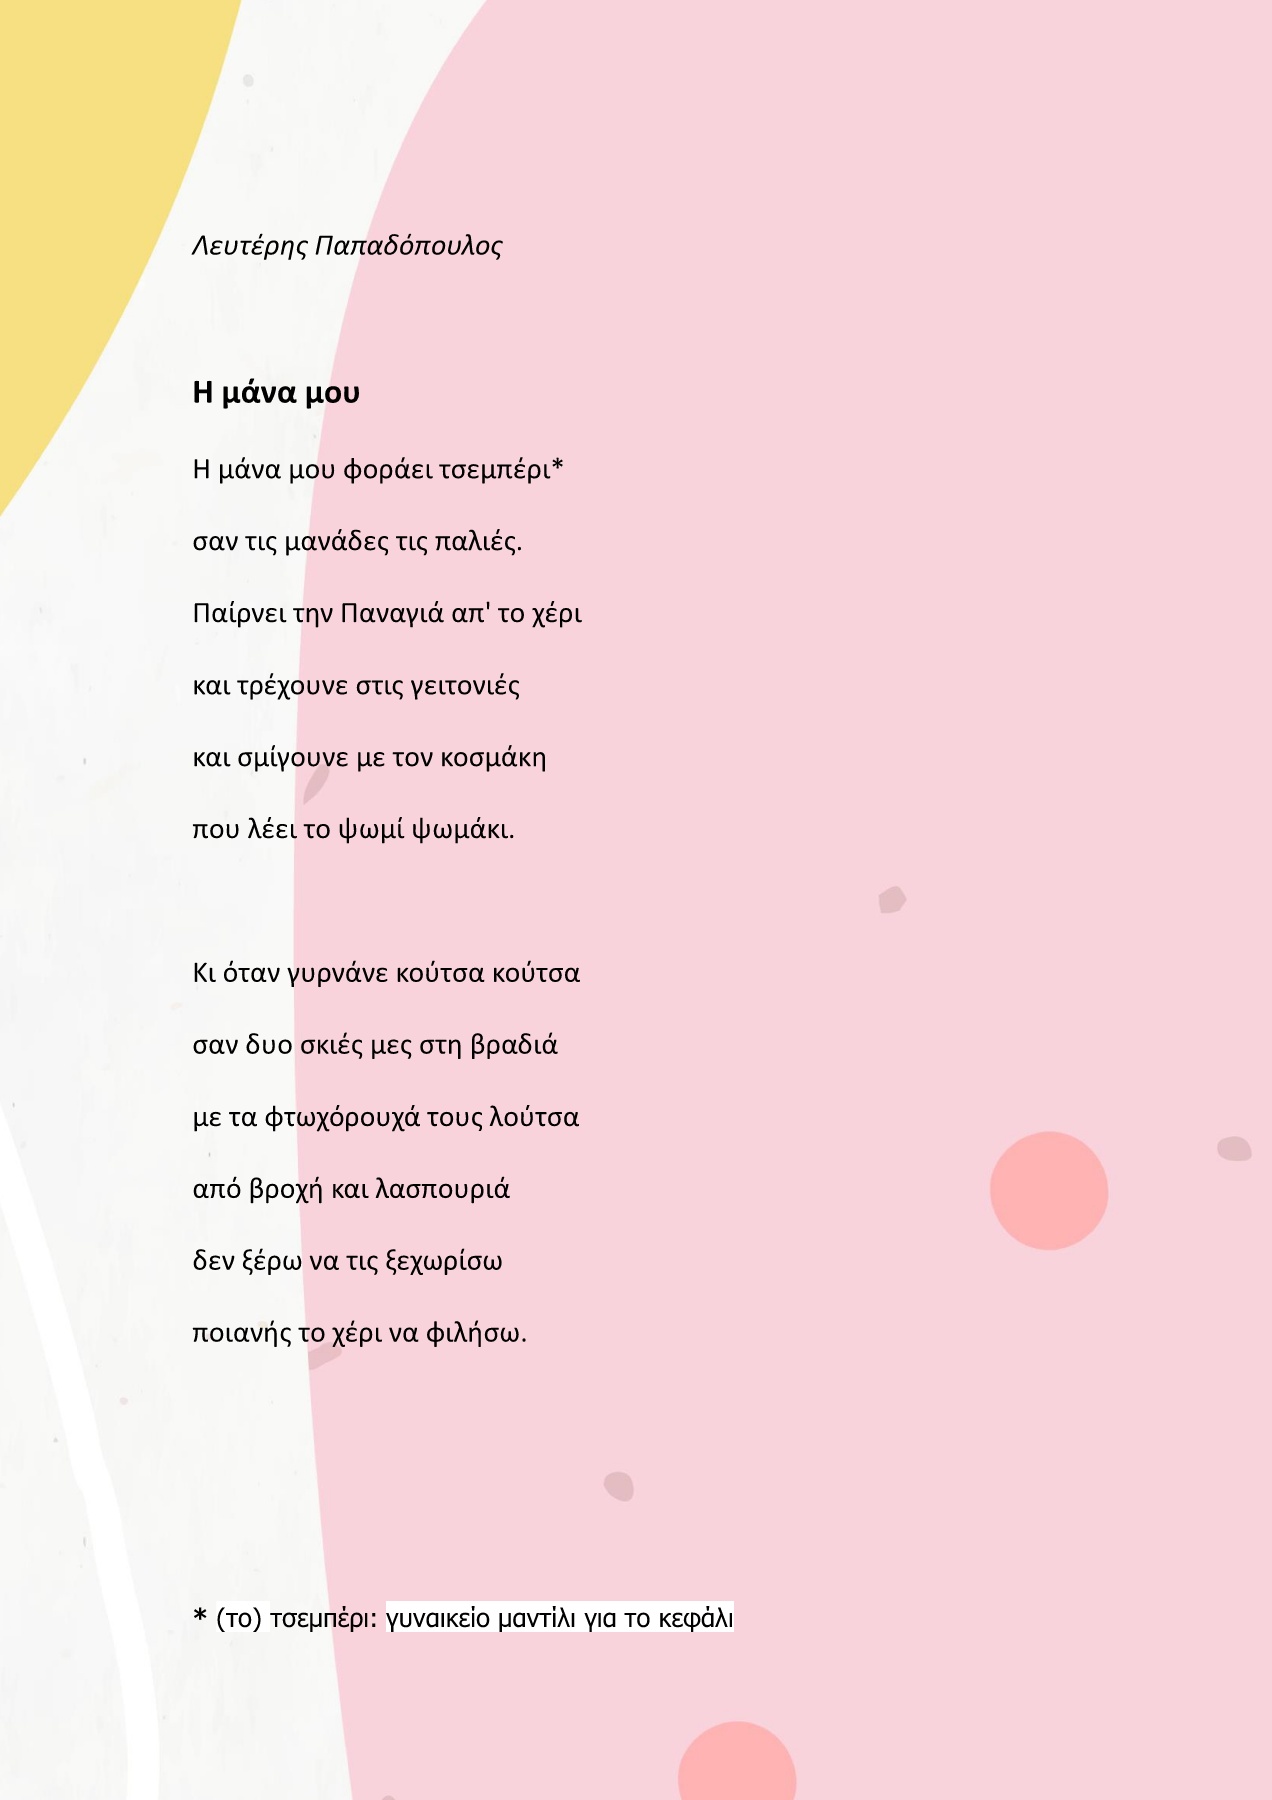 Λευτέρης Παπαδόπουλος
Η μάνα μου
Η μάνα μου φοράει τσεμπέρι*
σαν τις μανάδες τις παλιές.
Παίρνει την Παναγιά απ' το χέρι
και τρέχουνε στις γειτονιές
και σμίγουνε με τον κοσμάκη
που λέει το ψωμί ψωμάκι.
Κι όταν γυρνάνε κούτσα κούτσα
σαν δυο σκιές μες στη βραδιά
με τα φτωχόρουχά τους λούτσα
από βροχή και λασπουριά
δεν ξέρω να τις ξεχωρίσω
ποιανής το χέρι να φιλήσω.
* (το) τσεμπέρι: γυναικείο μαντίλι για το κεφάλι